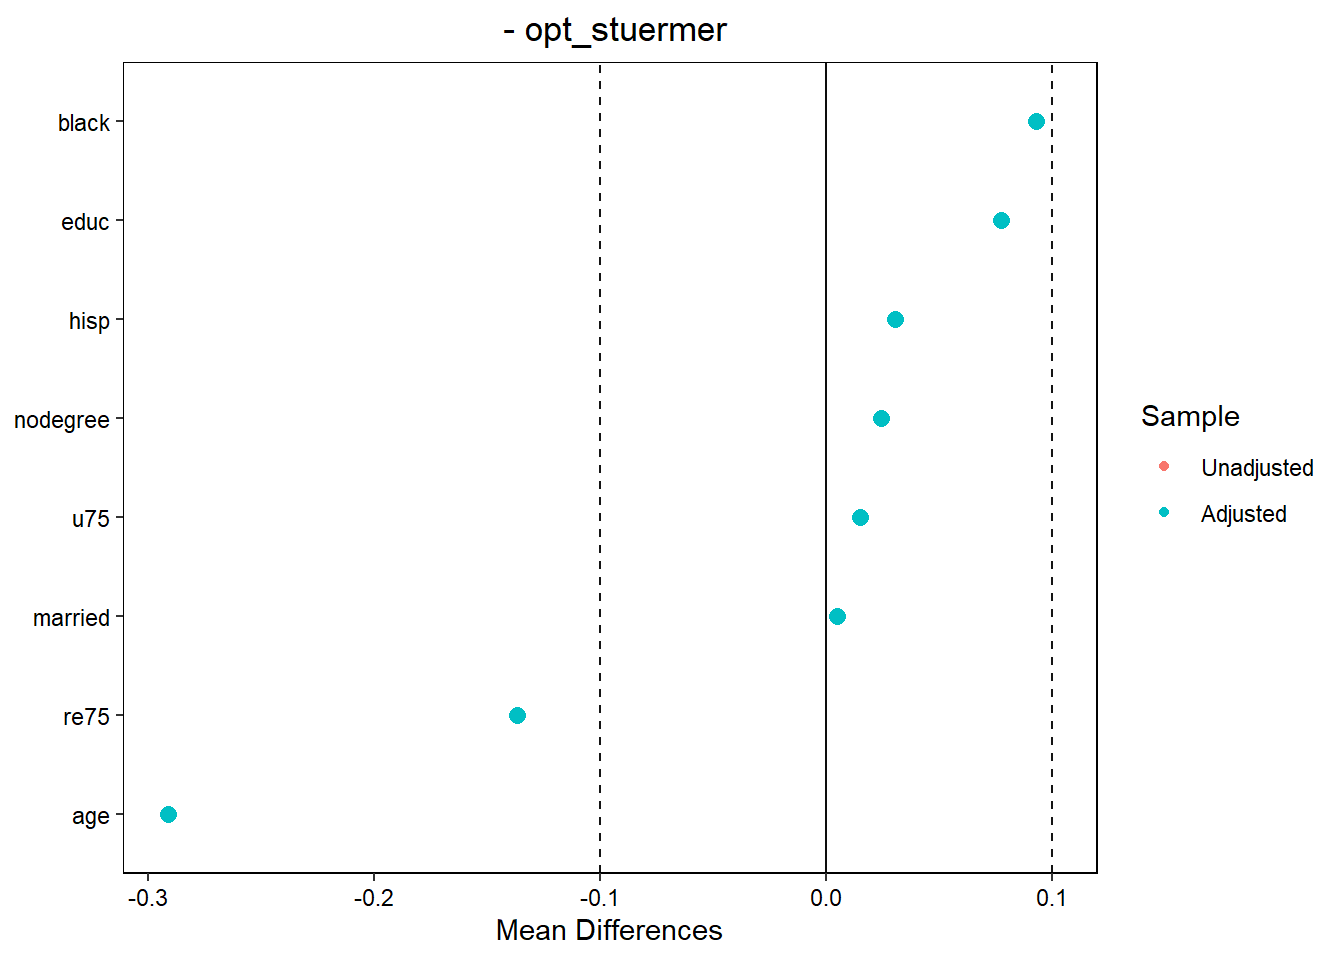 - opt_stuermer
black
educ
hisp
nodegree
u75
married
re75
age
-0.3
-0.2
-0.1
0.0
0.1
Mean Differences
Sample
Unadjusted
Adjusted